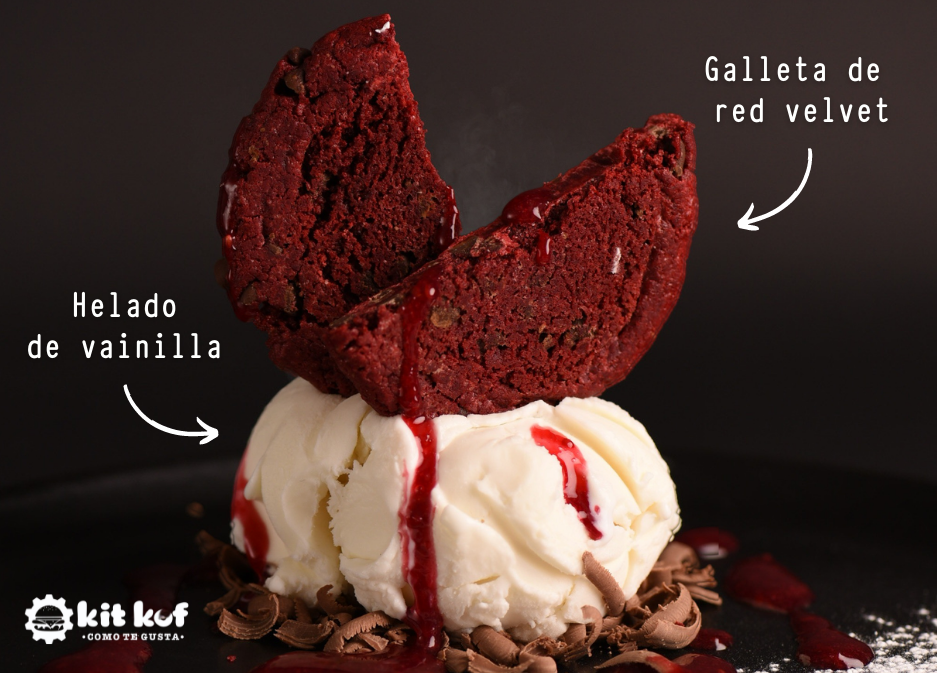 Galleta de
red velvet
Helado
de vainilla
kit kof
•COMO TE GUSTA•